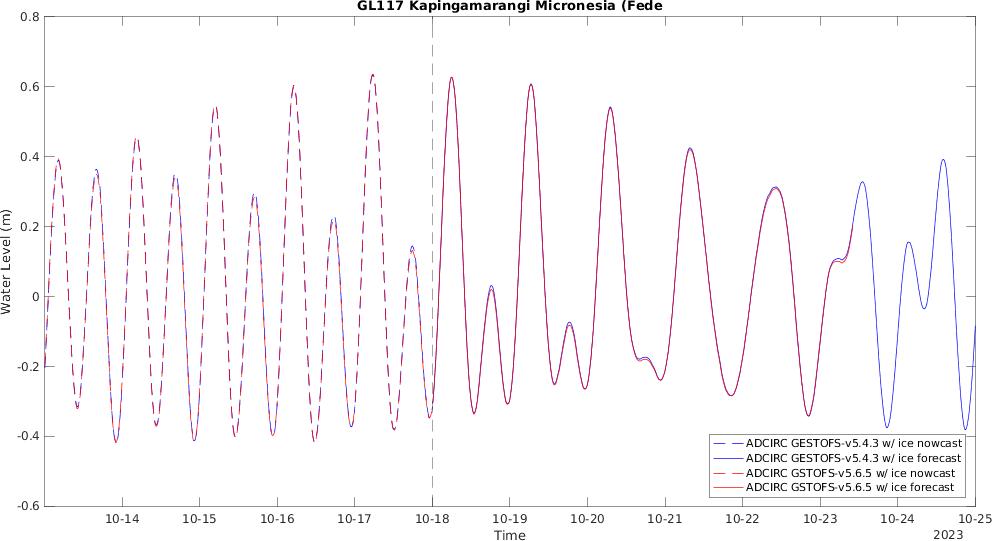 GL117 Kapingamarangi Micronesia (Fede
0.8
0.6
0.4
0.2
0
-0.2
-0.4
-0.6
Water Level (m)
ADCIRC GESTOFS-v5.4.3 w/ ice nowcast
ADCIRC GESTOFS-v5.4.3 w/ ice forecast
ADCIRC GSTOFS-v5.6.5 w/ ice nowcast
ADCIRC GSTOFS-v5.6.5 w/ ice forecast
10-14 10-15 10-16 10-17 10-18 10-19 10-20 10-21 10-22 10-23 10-24 10-25
Time
2023